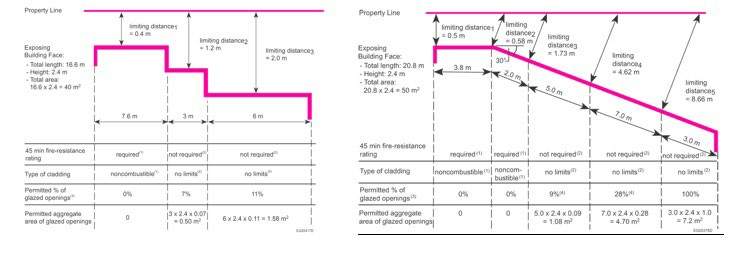 Property Line
limiting distance1
= 0.4 m
limiting distance2
= 1.2 m
limiting distance3
= 2.0 m
Exposing
Building Face:
- Total length: 16.6 m
- Height: 2.4 m
- Total area:
16.6 x 2.4 = 40 m²
7.6 m
3 m
6 m
45 min fire-resistance
rating
required(1)
not required(2)
not required(2)
Type of cladding
noncombustible(1)
no limits(2)
no limits(2)
Permitted % of
glazed openings(3)
0%
7%
11%
Permitted aggregate
area of glazed openings
0
3 x 2.4 x 0.07
= 0.50 m²
6 x 2.4 x 0.11 = 1.58 m²
Property Line
limiting distance1
= 0.5 m
limiting
distance2
= 0.58 m
limiting
distance3
= 1.73 m
limiting
distance4
= 4.62 m
limiting
distance5
= 8.66 m
Exposing
Building Face:
- Total length: 20.8 m
- Height: 2.4 m
- Total area:
20.8 x 2.4 = 50 m²
30°
3.8 m
2.0 m
5.0 m
7.0 m
3.0 m
45 min fire-resistance
rating
required(1)
required(1)
not required(2)
not required(2)
not required(2)
Type of cladding
noncombustible(1)
noncom-
bustible(1)
no limits(2)
no limits(2)
no limits(2)
Permitted % of
glazed openings(3)
0%
0%
9%(4)
28%(4)
100%
Permitted aggregate
area of glazed openings
0
0
5.0 x 2.4 x 0.09
= 1.08 m²
7.0 x 2.4 x 0.28
= 4.70 m²
3.0 x 2.4 x 1.0
= 7.2 m²